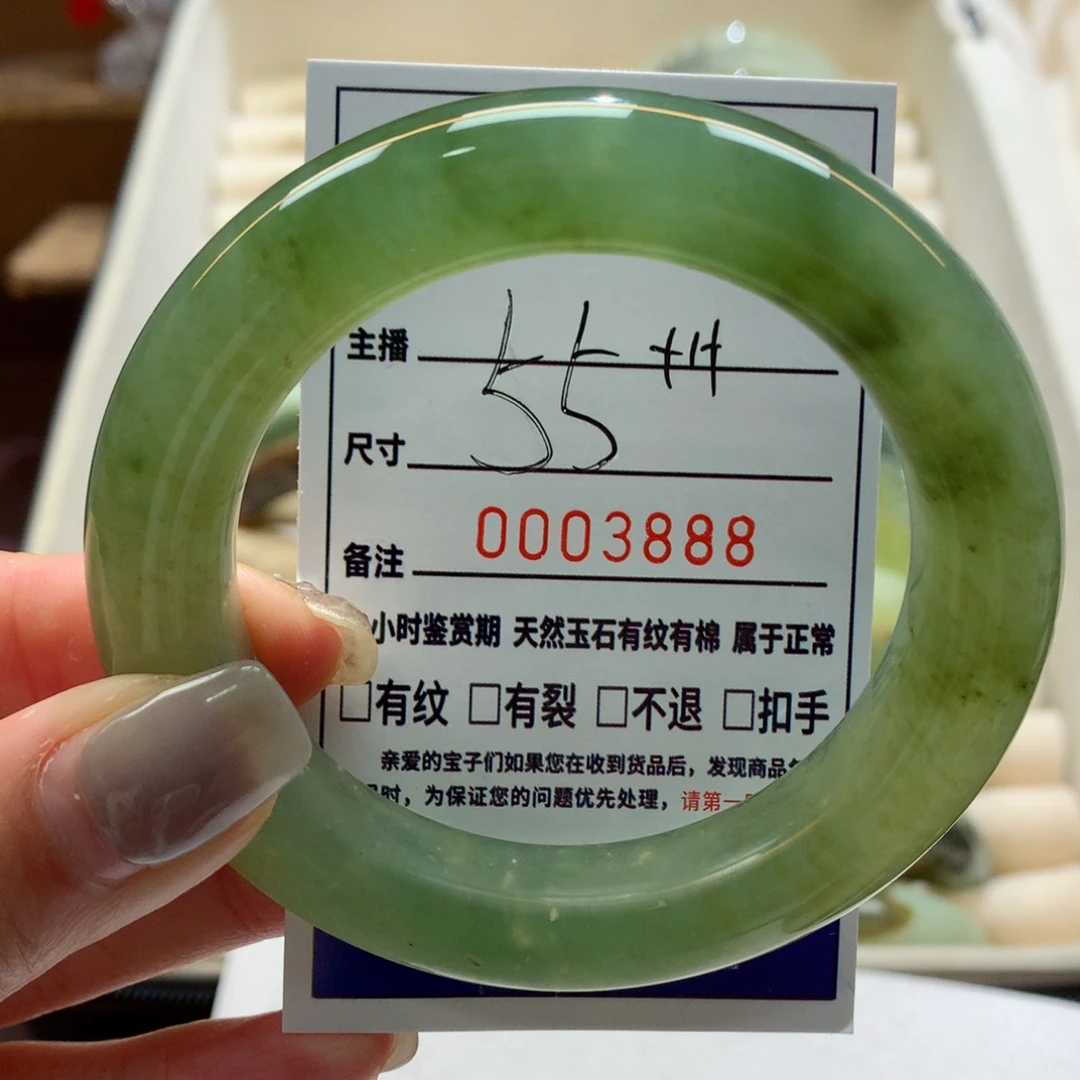 主播
55 +++
尺寸
备注 0003888
小时鉴赏期 天然玉石有纹有棉 属于正常
□有纹 □有裂 □不退 □扣手
亲爱的宝子们如果您在收到货品后，发现商品
时，为保证您的问题优先处理，请第一